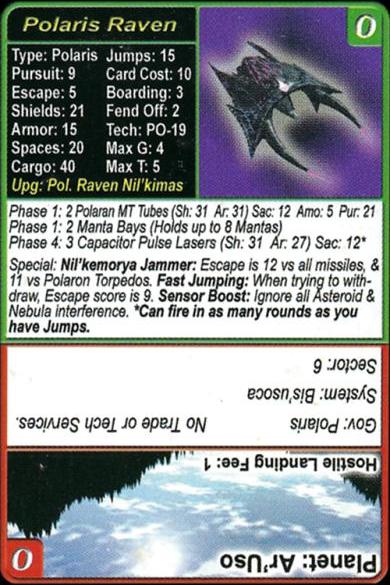 Polaris Raven
0
Type: Polaris Jumps: 15
Pursuit: 9 Card Cost: 10
Escape: 5 Boarding: 3
Shields: 21 Fend Off: 2
Armor: 15 Tech: PO-19
Spaces: 20 Max G: 4
Cargo: 40 Max T: 5
Upg: Pol. Raven Nil'kimas
Phase 1: 2 Polaran MT Tubes (Sh: 31 Ar: 31) Sac: 12 Amo: 5 Pur: 21
Phase 1: 2 Manta Bays (Holds up to 8 Mantas)
Phase 4: 3 Capacitor Pulse Lasers (Sh: 31 Ar: 27) Sac: 12*
Special: Nil'kemorya Jammer: Escape is 12 vs all missiles, &
11 vs Polaron Torpedos. Fast Jumping: When trying to with-
draw, Escape score is 9. Sensor Boost: Ignore all Asteroid &
Nebula interference. *Can fire in as many rounds as you
have Jumps.
Planet: Ar'Uso
0
Hostile Landing Fee: 1
Gov: Polaris No Trade or Tech Services.
System: Bis'usoca
Sector: 6